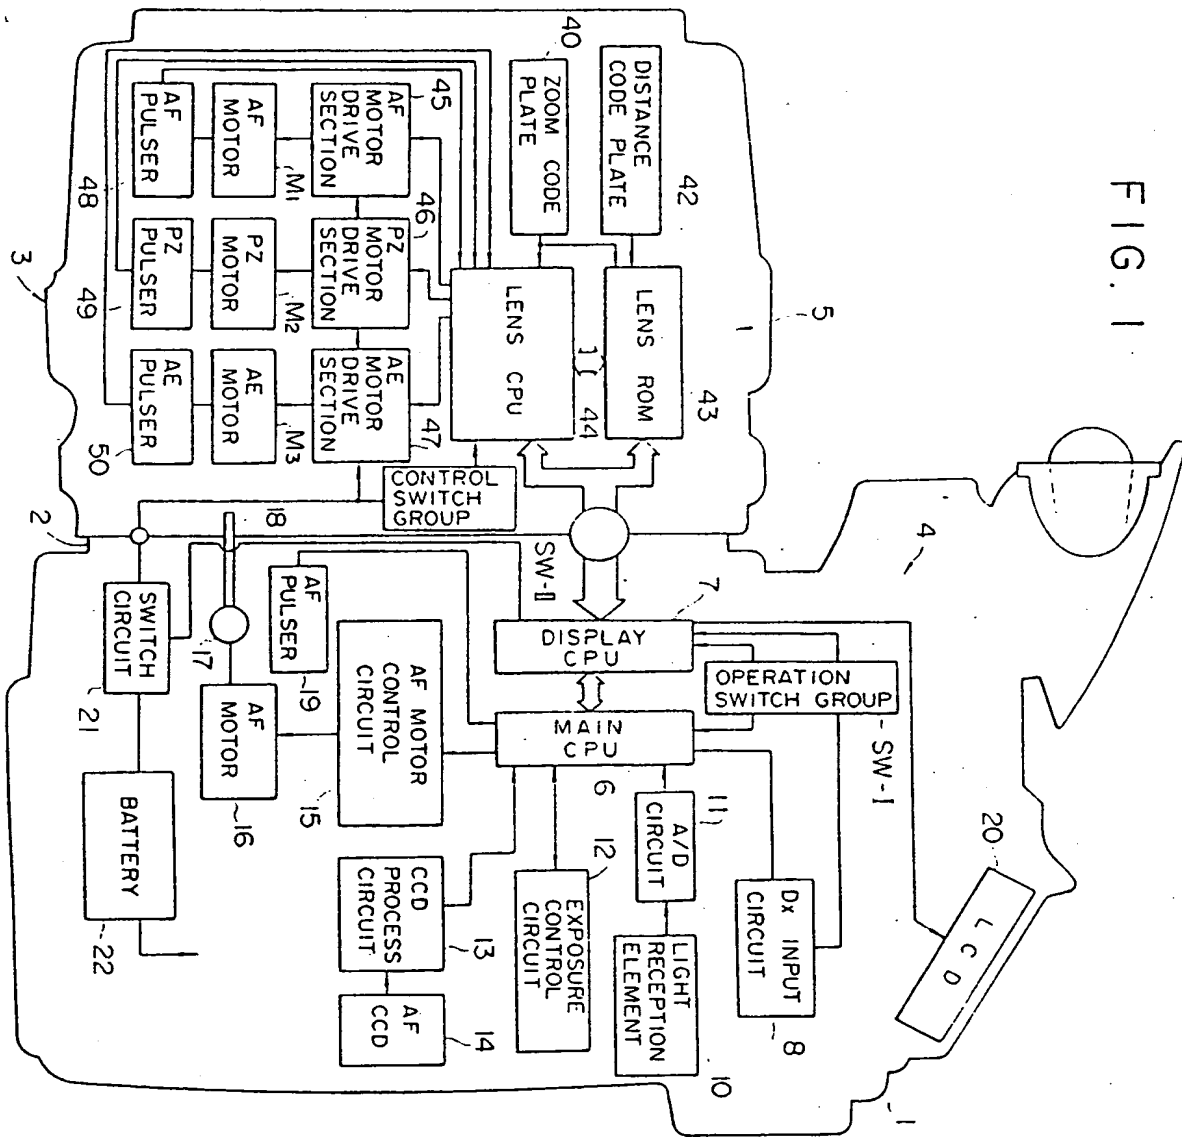 FIG. 1
DISTANCE
CODE PLATE
42
40
ZOOM CODE
PLATE
LENS ROM
43
LENS CPU
44
5
1
45
AF
MOTOR
DRIVE
SECTION
46
PZ
MOTOR
DRIVE
SECTION
AE
MOTOR
DRIVE
SECTION
47
AF
MOTOR
M1
PZ
MOTOR
M2
AE
MOTOR
M3
AF
PULSER
48
PZ
PULSER
49
AE
PULSER
50
3
CONTROL
SWITCH
GROUP
SW-II
2
18
4
7
DISPLAY
CPU
OPERATION
SWITCH GROUP
SW-I
MAIN
CPU
6
20
LCD
DX INPUT
CIRCUIT
8
11
A/D
CIRCUIT
LIGHT
RECEPTION
ELEMENT
10
12
EXPOSURE
CONTROL
CIRCUIT
CCD
PROCESS
CIRCUIT
13
AF
CCD
14
AF MOTOR
CONTROL
CIRCUIT
15
AF
PULSER
19
17
AF
MOTOR
16
SWITCH
CIRCUIT
21
BATTERY
22
1